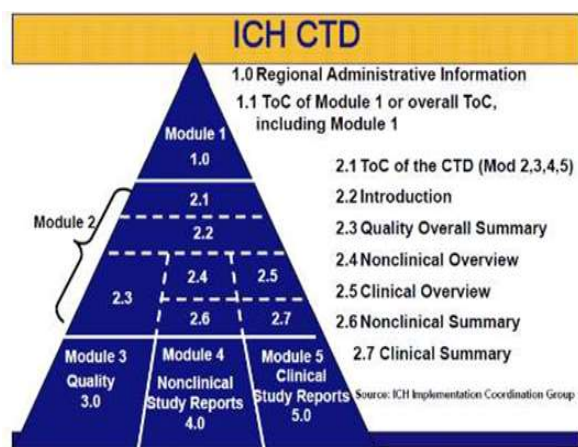 ICH CTD
1.0 Regional Administrative Information
1.1 ToC of Module 1 or overall ToC,
including Module 1
Module 1
1.0
2.1 ToC of the CTD (Mod 2,3,4,5)
2.2 Introduction
2.3 Quality Overall Summary
2.4 Nonclinical Overview
2.5 Clinical Overview
2.6 Nonclinical Summary
2.7 Clinical Summary
Module 2
2.1
2.2
2.3
2.4
2.5
2.6
2.7
Module 3
Quality
3.0
Module 4
Nonclinical
Study Reports
4.0
Module 5
Clinical
Study Reports
5.0
Source: ICH Implementation Coordination Group